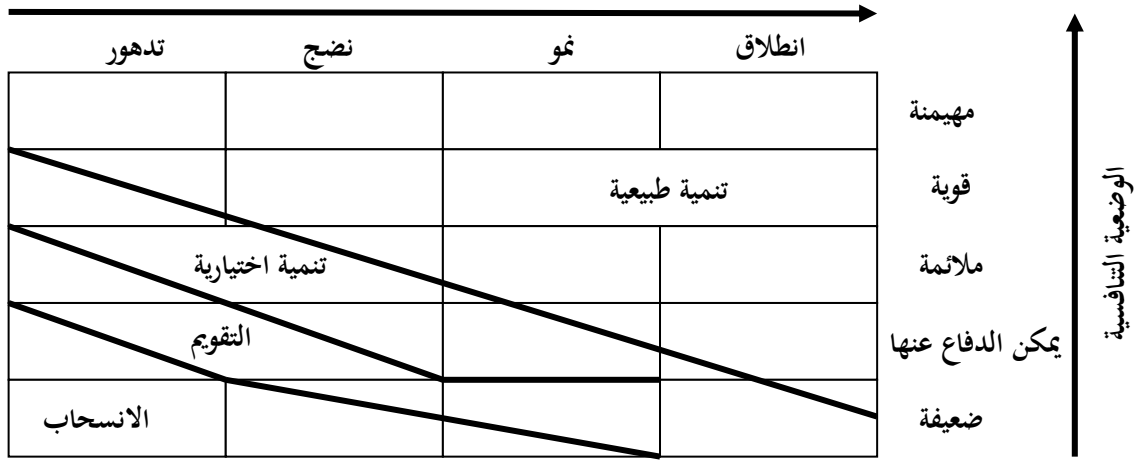 انطلاق نمو نضج تدهور
مهيمنة
قوية تنمية طبيعية
ملائمة تنمية اختيارية
يمكن الدفاع عنها التقويم
ضعيفة الانسحاب
الوضعية التنافسية